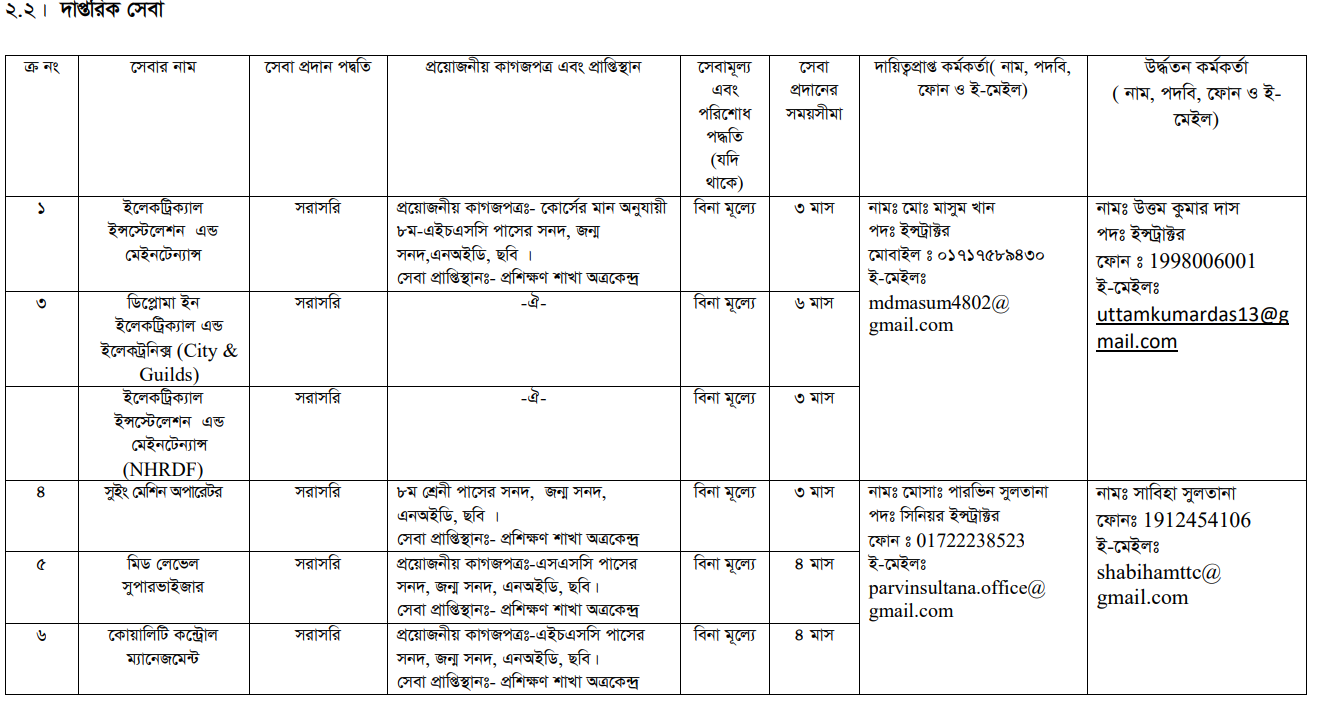 ২.২। দাপ্তরিক সেবা
ক্র নং
সেবার নাম
সেবা প্রদান পদ্বতি
প্রয়োজনীয় কাগজপত্র এবং প্রাপ্তিস্থান
সেবামূল্য
এবং
পরিশোধ
পদ্ধতি
(যদি
থাকে)
সেবা
প্রদানের
সময়সীমা
দায়িত্বপ্রাপ্ত কর্মকর্তা( নাম, পদবি,
ফোন ও ই-মেইল)
উর্দ্ধতন কর্মকর্তা
( নাম, পদবি, ফোন ও ই-
মেইল)
১
ইলেকট্রিক্যাল
ইন্সস্টেলেশন এন্ড
মেইনটেন্যান্স
সরাসরি
প্রয়োজনীয় কাগজপত্রঃ- কোর্সের মান অনুযায়ী
৮ম-এইচএসসি পাসের সনদ, জন্ম
সনদ,এনঅইডি, ছবি ।
সেবা প্রাপ্তিস্থানঃ- প্রশিক্ষণ শাখা অত্রকেন্দ্র
বিনা মূল্যে
৩ মাস
নামঃ মোঃ মাসুম খান
পদঃ ইন্সট্রাক্টর
মোবাইল ঃ ০১৭১৭৫৮৯৪৩০
ই-মেইলঃ
mdmasum4802@
gmail.com
নামঃ উত্তম কুমার দাস
পদঃ ইন্সট্রাক্টর
ফোন ঃ 1998006001
ই-মেইলঃ
uttamkumardas13@g
mail.com
৩
ডিপ্লোমা ইন
ইলেকট্রিক্যাল এন্ড
ইলেকট্রনিক্স (City &
Guilds)
সরাসরি
-ঐ-
বিনা মূল্যে
৬ মাস
ইলেকট্রিক্যাল
ইন্সস্টেলেশন এন্ড
মেইনটেন্যান্স
(NHRDF)
সরাসরি
-ঐ-
বিনা মূল্যে
৩ মাস
৪
সুইং মেশিন অপারেটর
সরাসরি
৮ম শ্রেনী পাসের সনদ, জন্ম সনদ,
এনঅইডি, ছবি ।
সেবা প্রাপ্তিস্থানঃ- প্রশিক্ষণ শাখা অত্রকেন্দ্র
বিনা মূল্যে
৩ মাস
নামঃ মোসাঃ পারভিন সুলতানা
পদঃ সিনিয়র ইন্সট্রাক্টর
ফোন ঃ 01722238523
ই-মেইলঃ
parvinsultana.office@
gmail.com
নামঃ সাবিহা সুলতানা
ফোনঃ 1912454106
ই-মেইলঃ
shabihamttc@
gmail.com
৫
মিড লেভেল
সুপারভাইজার
সরাসরি
প্রয়োজনীয় কাগজপত্রঃ-এসএসসি পাসের
সনদ, জন্ম সনদ, এনঅইডি, ছবি।
সেবা প্রাপ্তিস্থানঃ- প্রশিক্ষণ শাখা অত্রকেন্দ্র
বিনা মূল্যে
৪ মাস
৬
কোয়ালিটি কন্ট্রোল
ম্যানেজমেন্ট
সরাসরি
প্রয়োজনীয় কাগজপত্রঃ-এইচএসসি পাসের
সনদ, জন্ম সনদ, এনঅইডি, ছবি।
সেবা প্রাপ্তিস্থানঃ- প্রশিক্ষণ শাখা অত্রকেন্দ্র
বিনা মূল্যে
৪ মাস